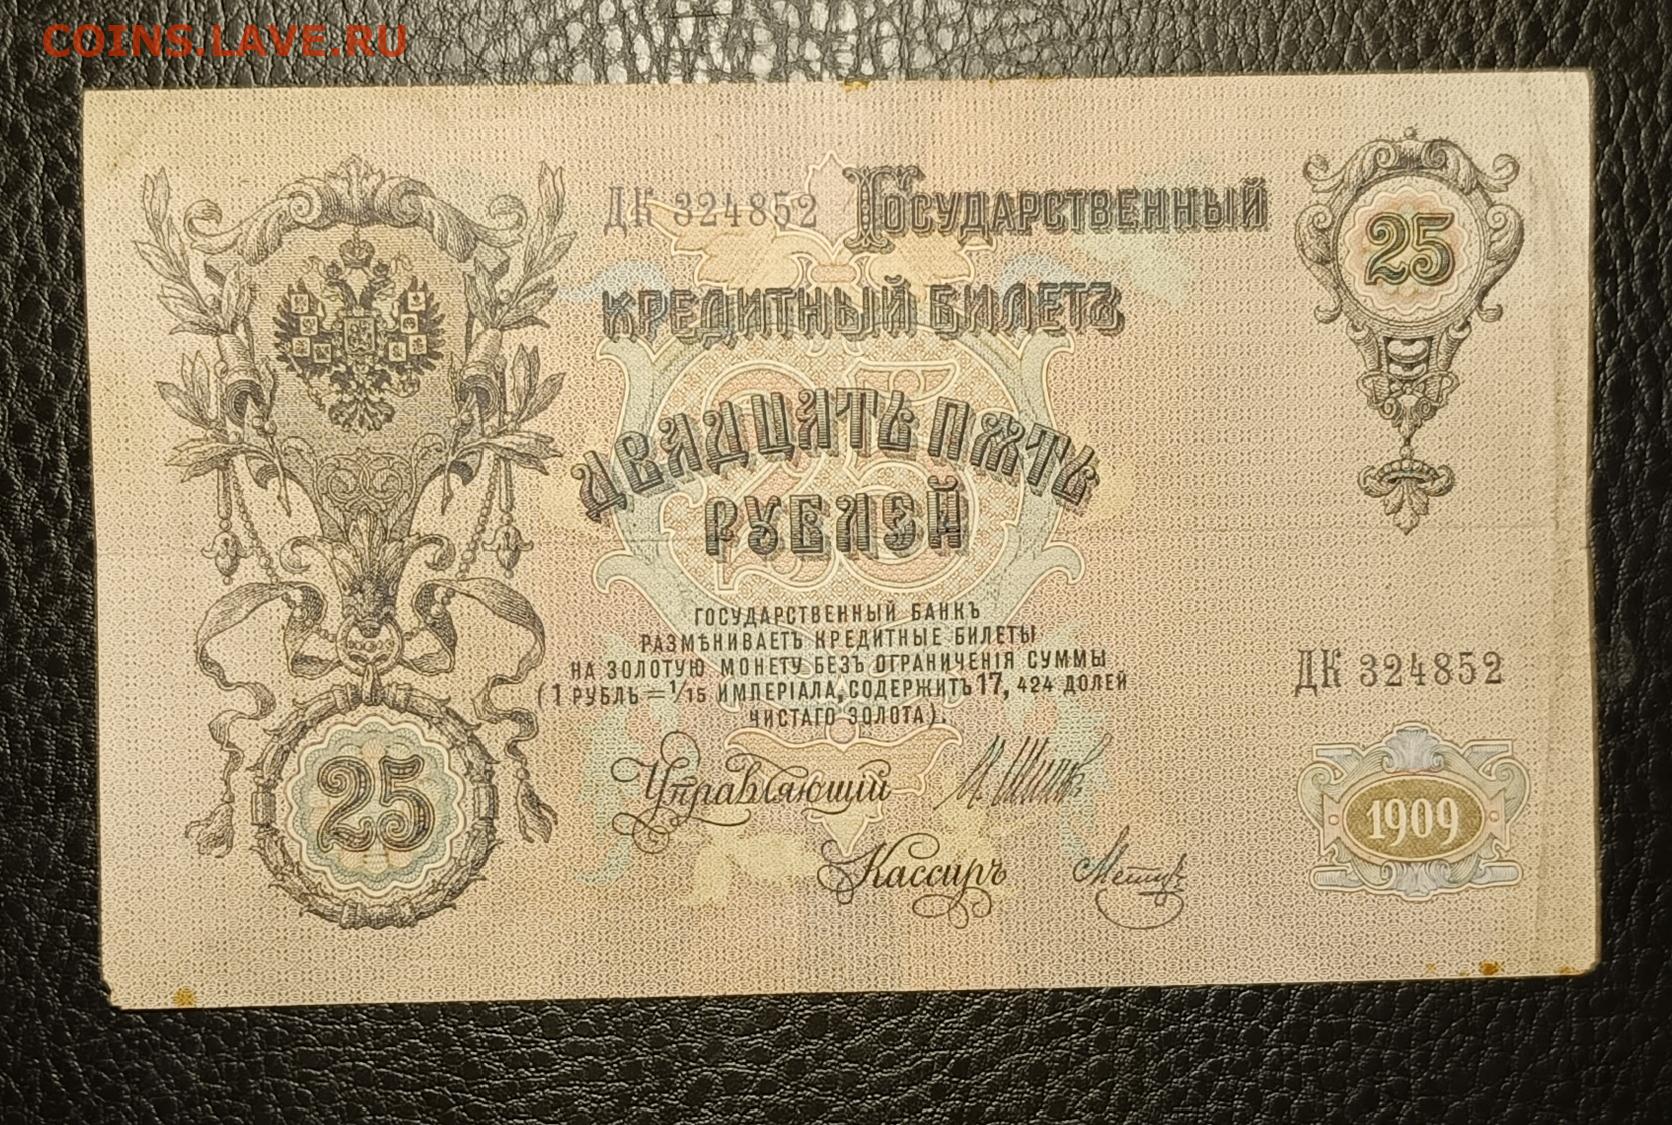 COINS.LAVE.RU
ДК 324852 ГОСУДАРСТВЕННЫЙ
25
КРЕДИТНЫЙ БИЛЕТЪ
25
ДВАДЦАТЬ ПЯТЬ
РУБЛЕЙ
ГОСУДАРСТВЕННЫЙ БАНКЪ
РАЗМѢНИВАЕТЪ КРЕДИТНЫЕ БИЛЕТЫ
НА ЗОЛОТУЮ МОНЕТУ БЕЗЪ ОГРАНИЧЕНІЯ СУММЫ
(1 РУБЛЬ = 1/15 ИМПЕРІАЛА, СОДЕРЖИТЪ 17, 424 ДОЛЕЙ
ЧИСТАГО ЗОЛОТА).
ДК 324852
25
Управляющій
1909
Кассиръ